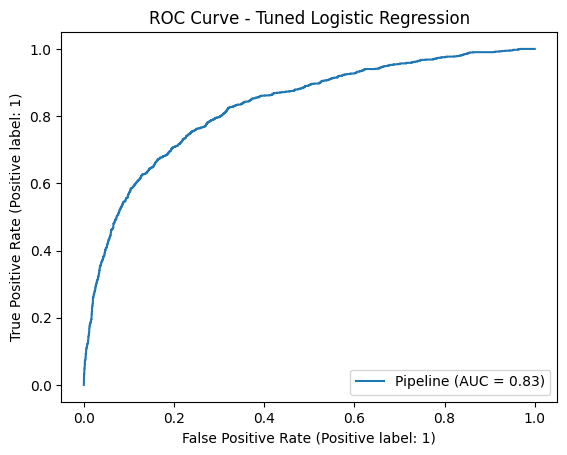 ROC Curve - Tuned Logistic Regression
True Positive Rate (Positive label: 1)
1.0
0.8
0.6
0.4
0.2
0.0
Pipeline (AUC = 0.83)
0.0 0.2 0.4 0.6 0.8 1.0
False Positive Rate (Positive label: 1)